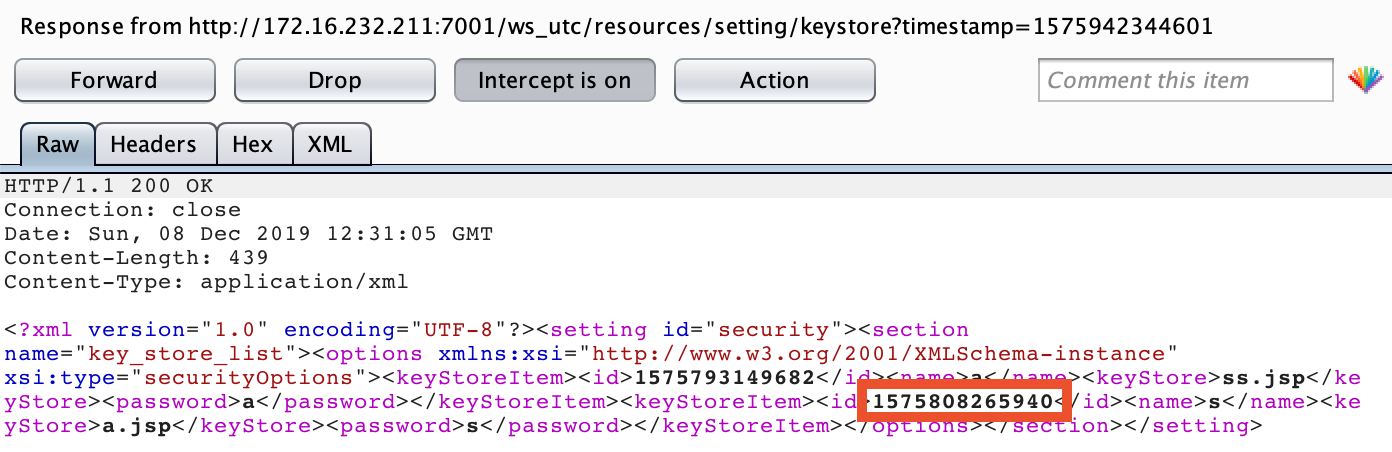 Response from http://172.16.232.211:7001/ws_utc/resources/setting/keystore?timestamp=1575942344601
Forward Drop Intercept is on Action Comment this item
Raw Headers Hex XML
HTTP/1.1 200 OK
Connection: close
Date: Sun, 08 Dec 2019 12:31:05 GMT
Content-Length: 439
Content-Type: application/xml
<?xml version="1.0" encoding="UTF-8"?><setting id="security"><section
name="key_store_list"><options xmlns:xsi="http://www.w3.org/2001/XMLSchema-instance"
xsi:type="securityOptions"><keyStoreItem><id>1575793149682</id><name>a</name><keyStore>ss.jsp</ke
yStore><password>a</password></keyStoreItem><keyStoreItem><id>1575808265940</id><name>s</name><ke
yStore>a.jsp</keyStore><password>s</password></keyStoreItem></options></section></setting>